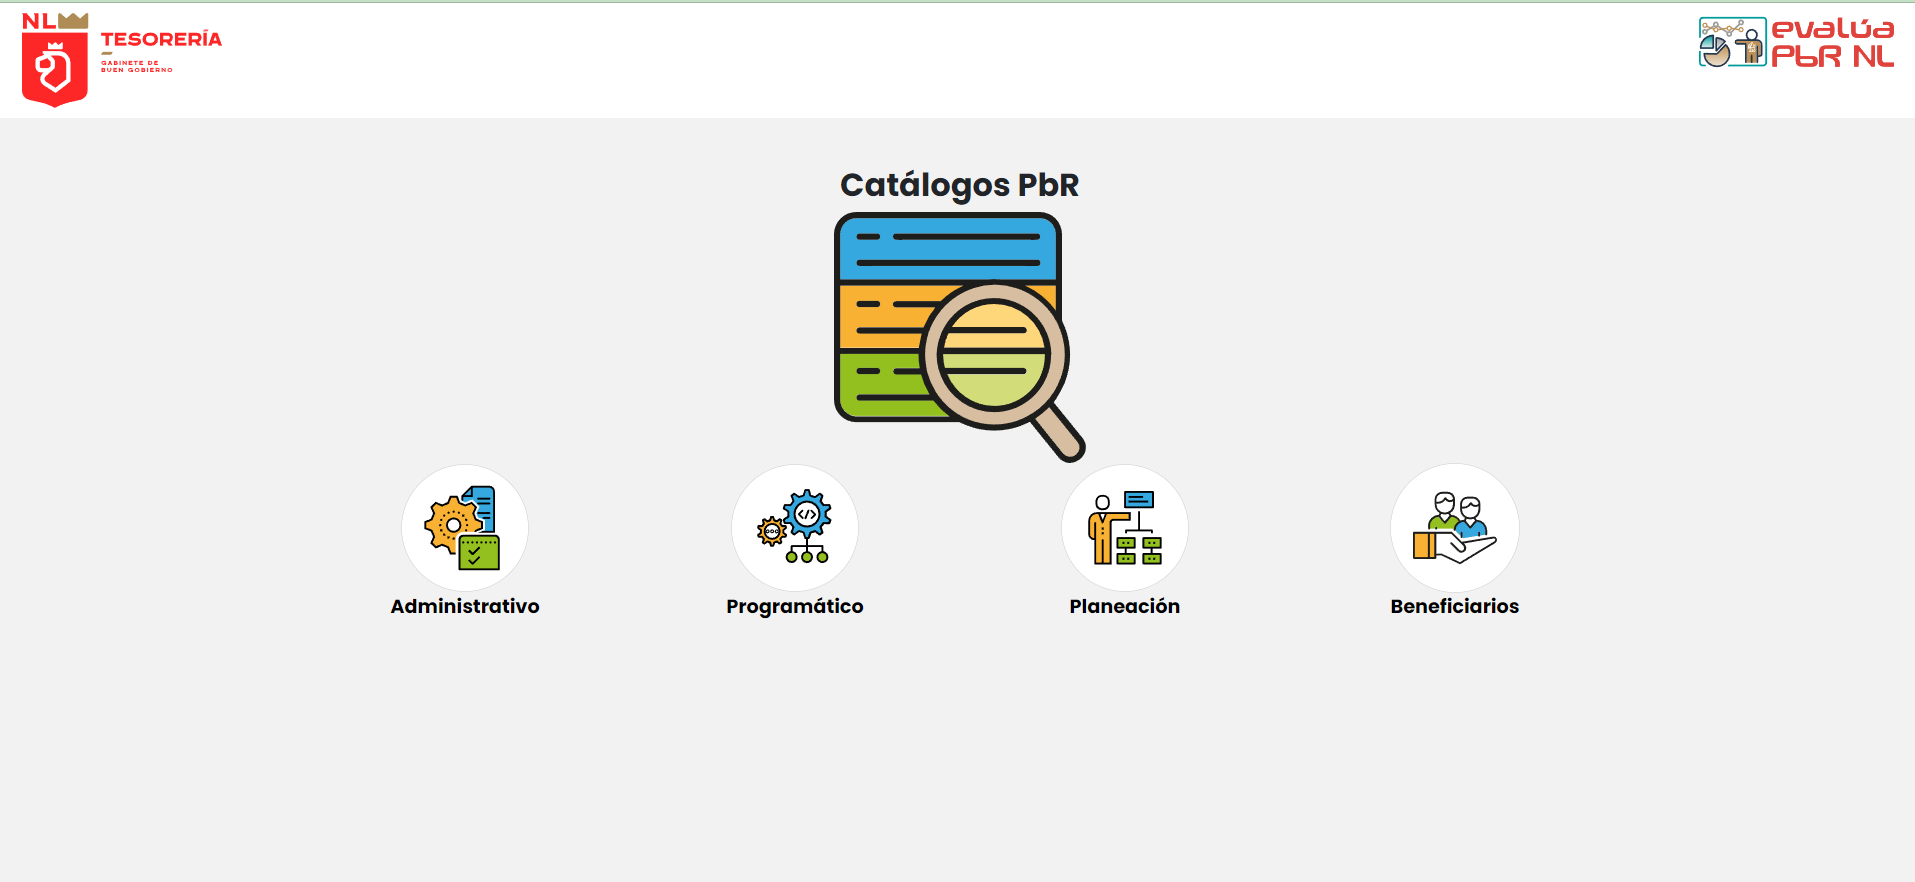 NL
TESORERÍA
GABINETE DE
BUEN GOBIERNO
evalúa
PbR NL
Catálogos PbR
Administrativo
Programático
Planeación
Beneficiarios